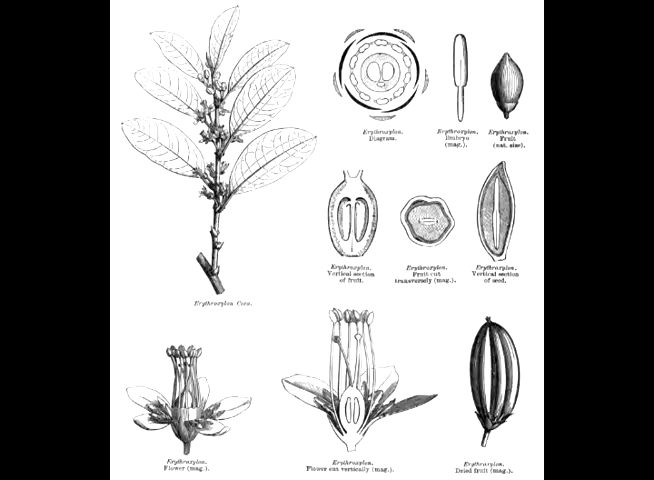 Erythroxylon.
Diagram.
Erythroxylon.
Embryo
(mag.).
Erythroxylon.
Fruit
(nat. size).
Erythroxylon.
Vertical section
of fruit.
Erythroxylon.
Fruit cut
transversely (mag.).
Erythroxylon.
Vertical section
of seed.
Erythroxylon Coca.
Erythroxylon.
Flower (mag.).
Erythroxylon.
Flower cut vertically (mag.).
Erythroxylon.
Dried fruit (mag.).